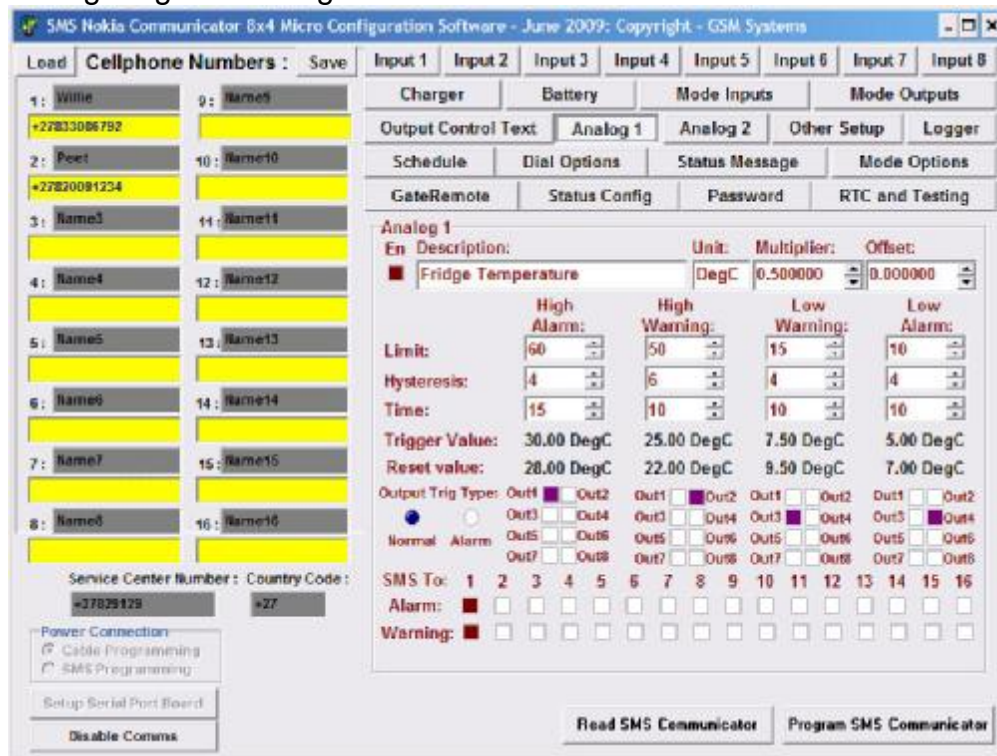 SMS Nokia Communicator 8x4 Micro Configuration Software - June 2009: Copyright - GSM Systems
Load Cellphone Numbers : Save
1: Willie 9: Name9
+27833086792
2: Peet 10: Name10
+27820091234
3: Name3 11: Name11
4: Name4 12: Name12
5: Name5 13: Name13
6: Name6 14: Name14
7: Name7 15: Name15
8: Name8 16: Name16
Service Center Number : Country Code :
+27829129 +27
Power Connection
Cable Programming
SMS Programming
Setup Serial Port Board
Disable Comms
Input 1 Input 2 Input 3 Input 4 Input 5 Input 6 Input 7 Input 8
Charger Battery Mode Inputs Mode Outputs
Output Control Text Analog 1 Analog 2 Other Setup Logger
Schedule Dial Options Status Message Mode Options
GateRemote Status Config Password RTC and Testing
Analog 1
En Description: Unit: Multiplier: Offset:
Fridge Temperature DegC 0.500000 0.000000
High Alarm: High Warning: Low Warning: Low Alarm:
Limit: 60 50 15 10
Hysteresis: 4 6 4 4
Time: 15 10 10 10
Trigger Value: 30.00 DegC 25.00 DegC 7.50 DegC 5.00 DegC
Reset value: 28.00 DegC 22.00 DegC 9.50 DegC 7.00 DegC
Output Trig Type: Out1 Out2 Out1 Out2 Out1 Out2 Out1 Out2
Out3 Out4 Out3 Out4 Out3 Out4 Out3 Out4
Normal Alarm Out5 Out6 Out5 Out6 Out5 Out6 Out5 Out6
Out7 Out8 Out7 Out8 Out7 Out8 Out7 Out8
SMS To: 1 2 3 4 5 6 7 8 9 10 11 12 13 14 15 16
Alarm:
Warning:
Read SMS Communicator Program SMS Communicator